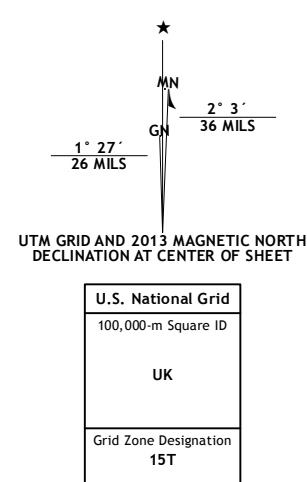 ★
MN
GN
2° 3´
36 MILS
1° 27´
26 MILS
UTM GRID AND 2013 MAGNETIC NORTH
DECLINATION AT CENTER OF SHEET
U.S. National Grid
100,000-m Square ID
UK
Grid Zone Designation
15T